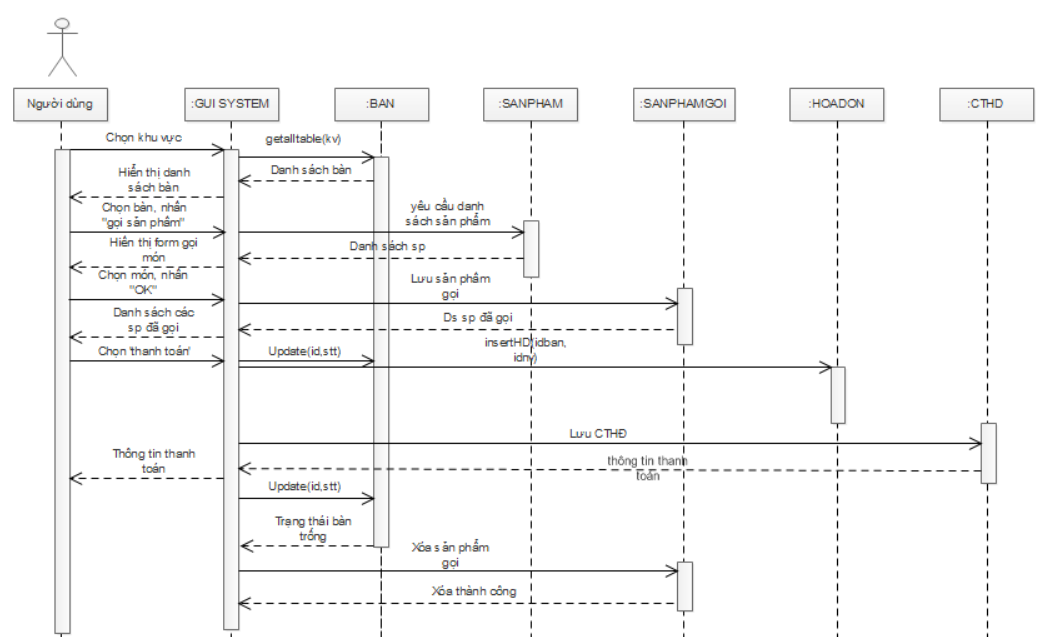 Người dùng
:GUI SYSTEM
:BAN
:SANPHAM
:SANPHAMGOI
:HOADON
:CTHD
Chọn khu vực
getalltable(kv)
Danh sách bàn
Hiển thị danh
sách bàn
Chọn bàn, nhấn
"gọi sản phẩm"
yêu cầu danh
sách sản phẩm
Hiển thị form gọi
món
Danh sách sp
Chọn món, nhấn
"OK"
Lưu sản phẩm
gọi
Danh sách các
sp đã gọi
Ds sp đã gọi
Chọn 'thanh toán'
Update(id,stt)
insertHD(idban,
idnv)
Lưu CTHĐ
Thông tin thanh
toán
thông tin thanh
toán
Update(id,stt)
Trạng thái bàn
trống
Xóa sản phẩm
gọi
Xóa thành công